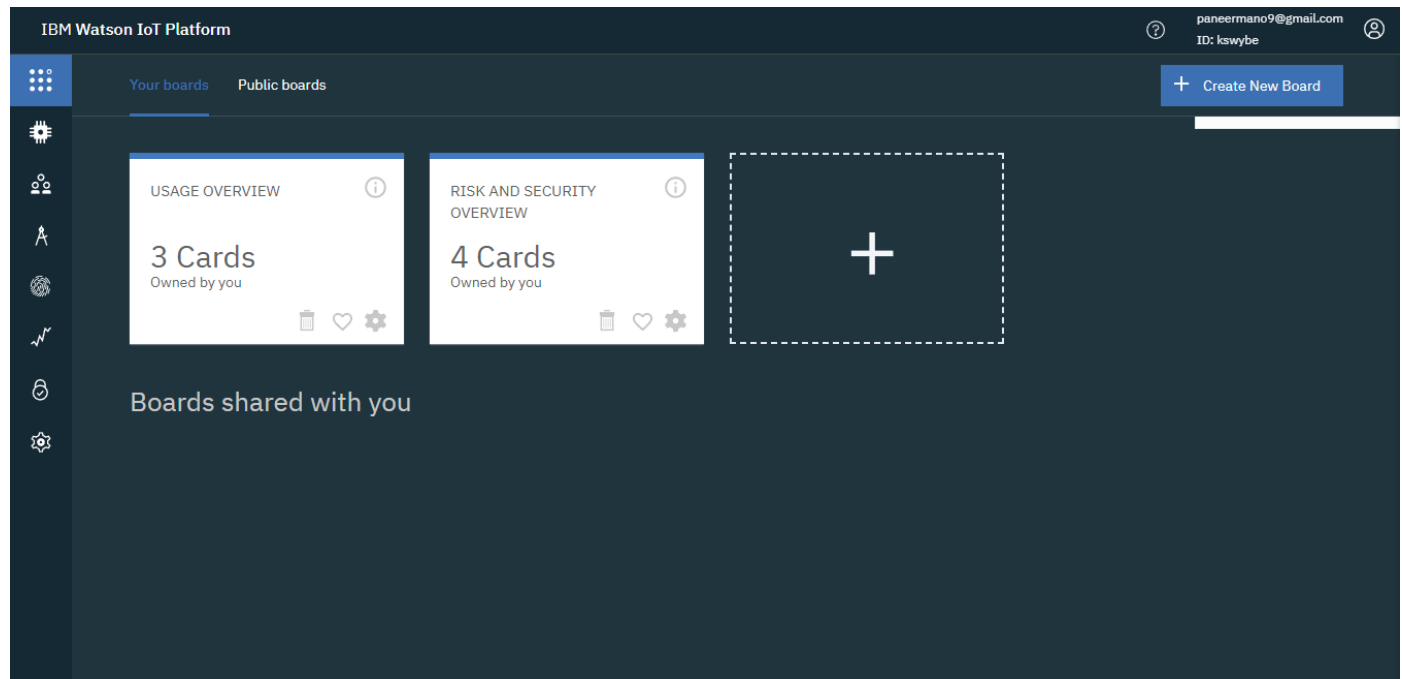 IBM Watson IoT Platform
paneermano9@gmail.com
ID: kswybe
Your boards
Public boards
Create New Board
USAGE OVERVIEW
3 Cards
Owned by you
RISK AND SECURITY
OVERVIEW
4 Cards
Owned by you
Boards shared with you